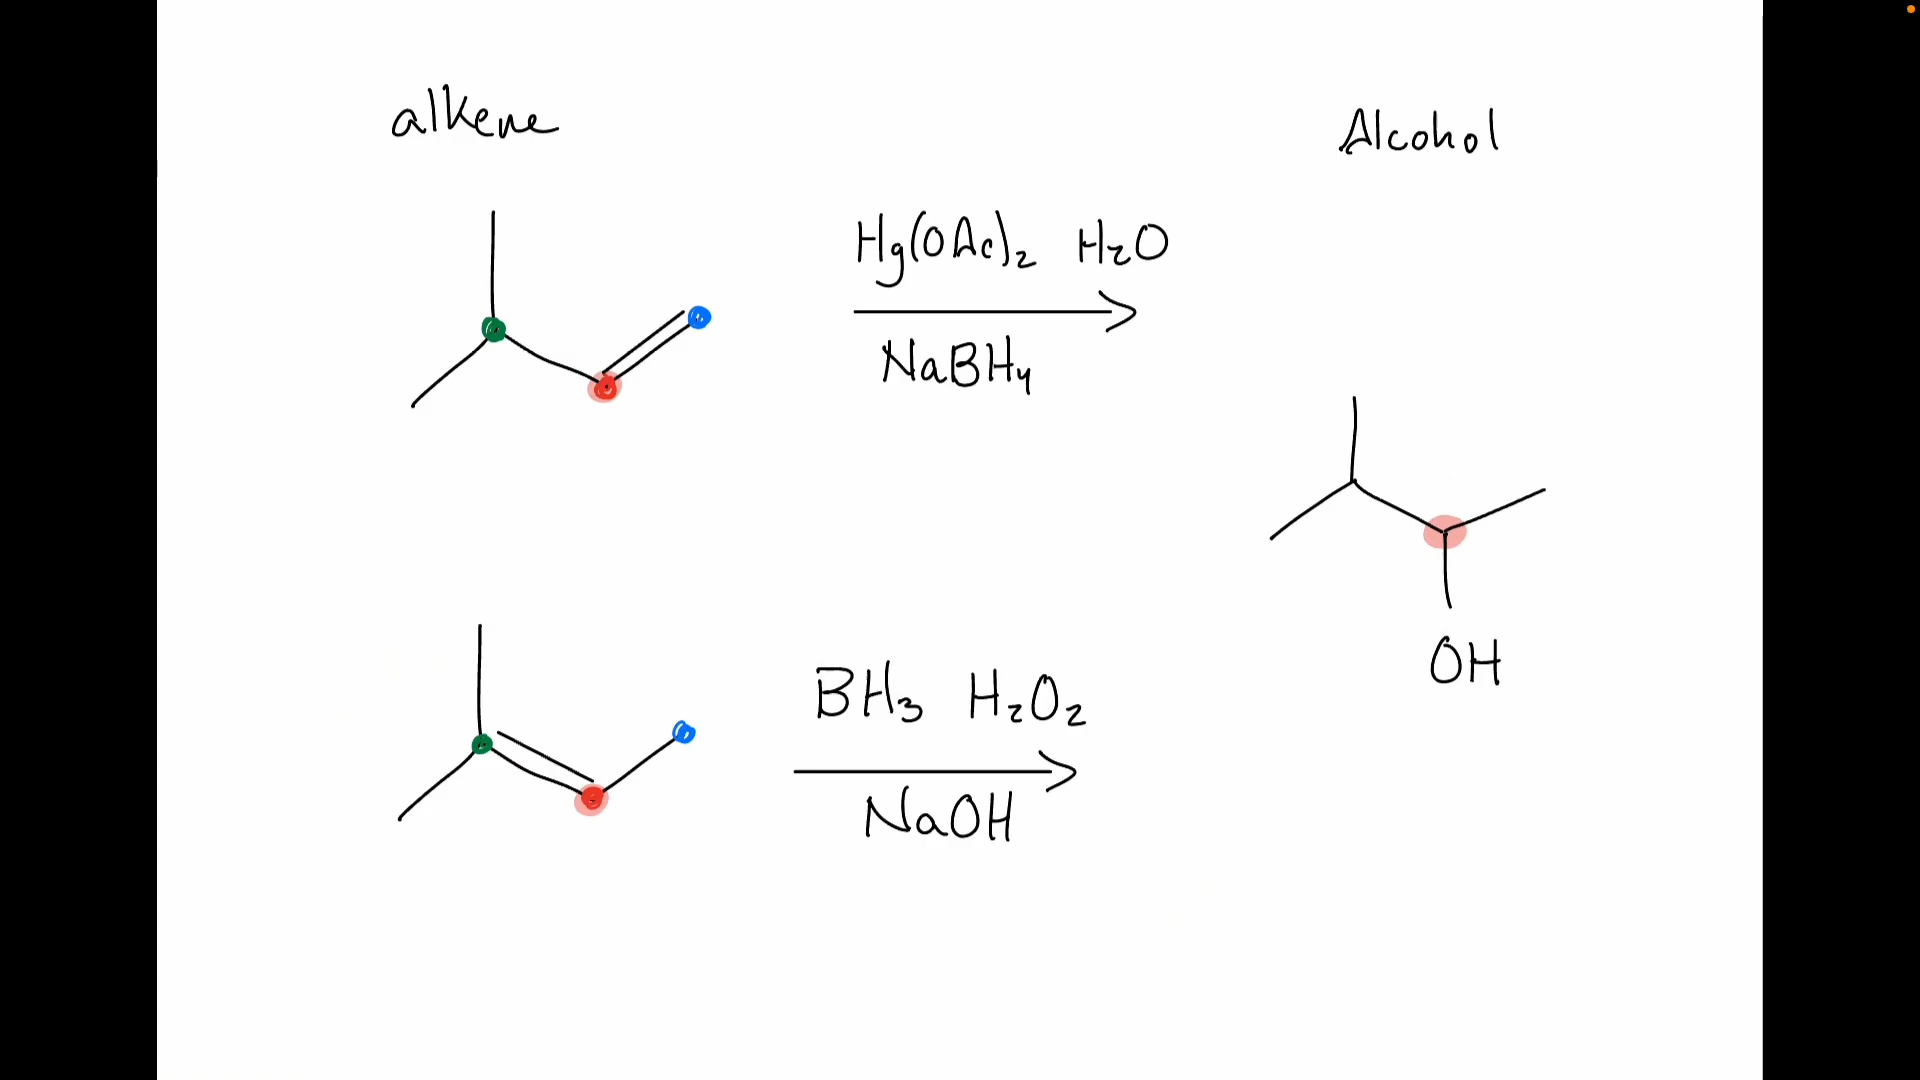 alkene
Alcohol
Hg(OAc)₂ H₂O
NaBH₄
OH
BH₃ H₂O₂
NaOH